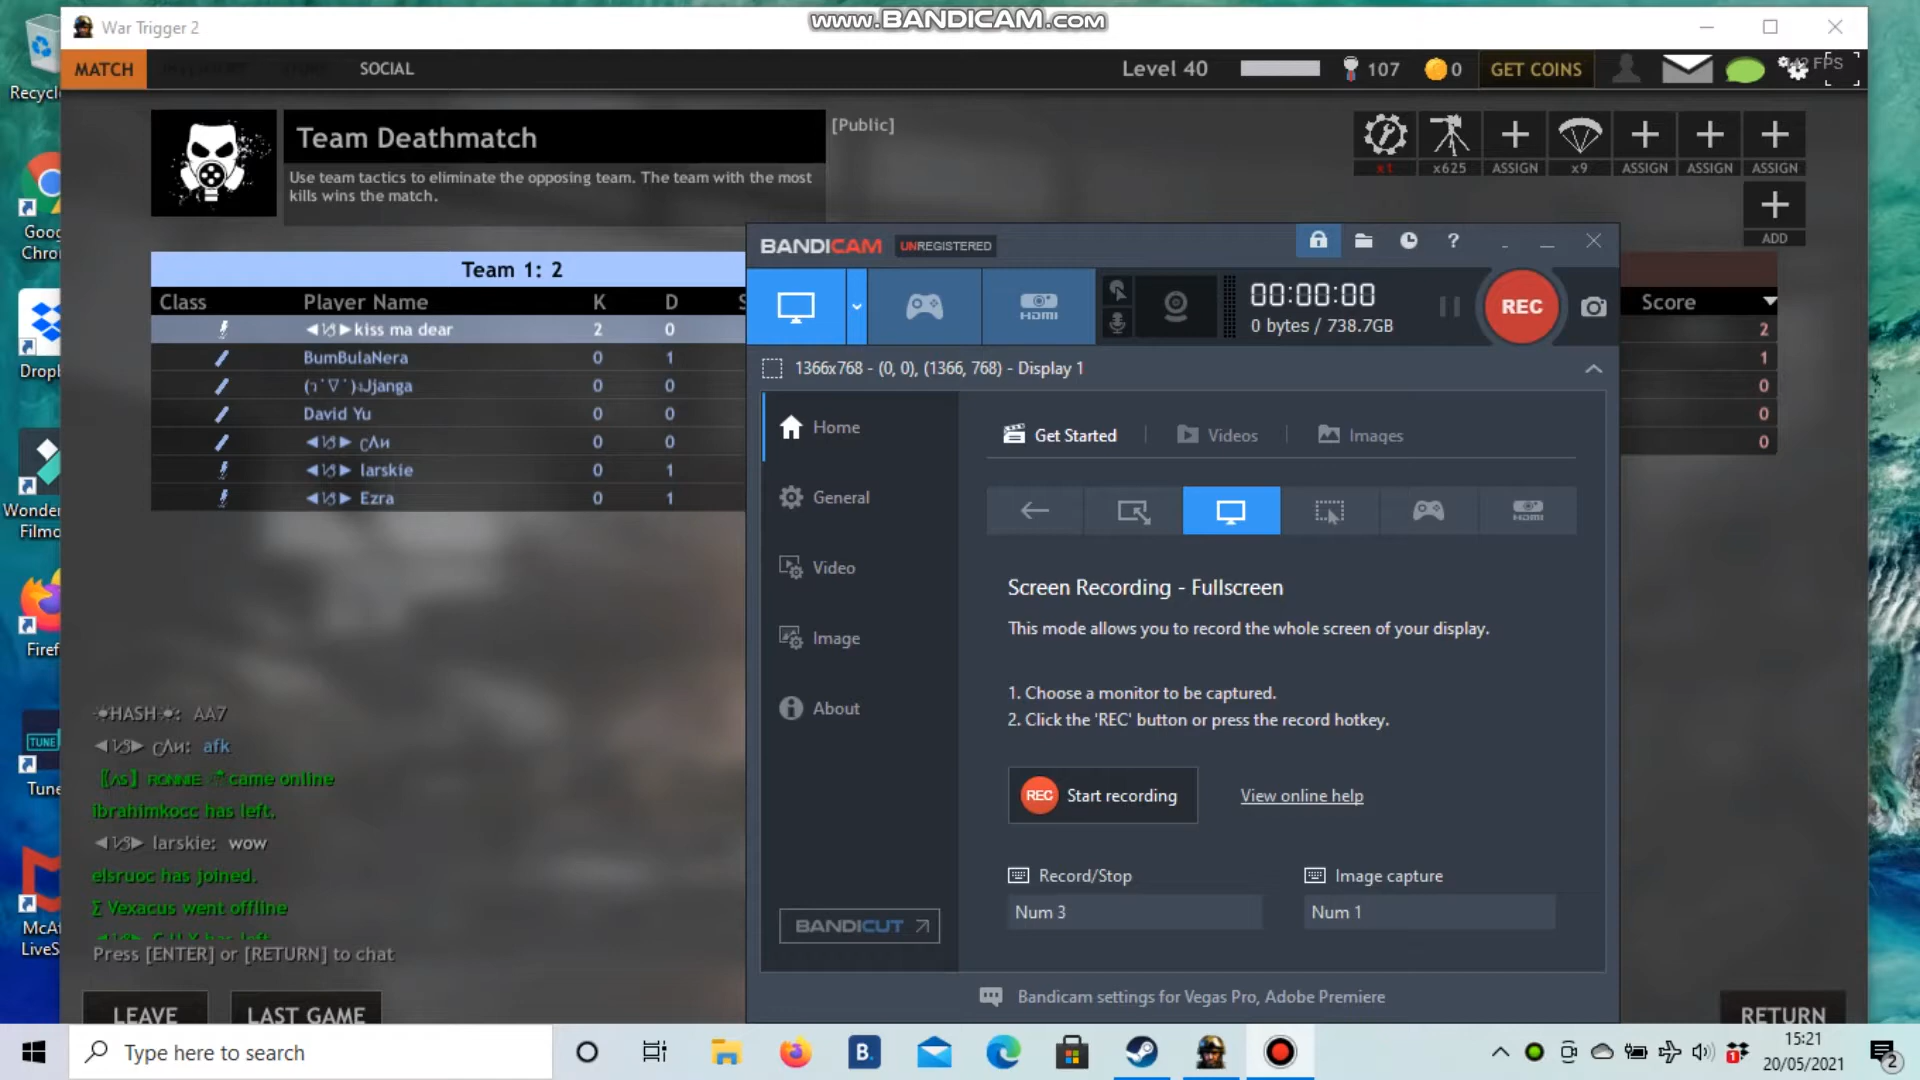 www.BANDICAM.com
War Trigger 2
MATCH
SOCIAL
Level 40
107
0
GET COINS
FPS
Team Deathmatch
[Public]
Use team tactics to eliminate the opposing team. The team with the most
kills wins the match.
x1
x625
ASSIGN
x9
ASSIGN
ASSIGN
ASSIGN
ADD
Team 1: 2
Class Player Name K D S
kiss ma dear 2 0
BumBulaNera 0 1
Jjanga 0 0
David Yu 0 0
0 0
larskie 0 1
Ezra 0 1
Score
2
1
0
0
0
HASH: AA7
afk
RONNIE came online
ibrahimkocc has left.
larskie: wow
elsruoc has joined.
Σ Vexacus went offline
Press [ENTER] or [RETURN] to chat
LEAVE
LAST GAME
RETURN
BANDICAM UNREGISTERED
HDMI
00:00:00
0 bytes / 738.7GB
REC
1366x768 - (0, 0), (1366, 768) - Display 1
Home
General
Video
Image
About
BANDICUT
Get Started
Videos
Images
HDMI
Screen Recording - Fullscreen
This mode allows you to record the whole screen of your display.
1. Choose a monitor to be captured.
2. Click the 'REC' button or press the record hotkey.
REC Start recording
View online help
Record/Stop
Image capture
Num 3
Num 1
Bandicam settings for Vegas Pro, Adobe Premiere
Recycl
Goog
Chro
Dropb
Wonder
Filmo
Firef
TUNE
Tune
McAf
LiveS
Type here to search
B.
1
15:21
20/05/2021
2